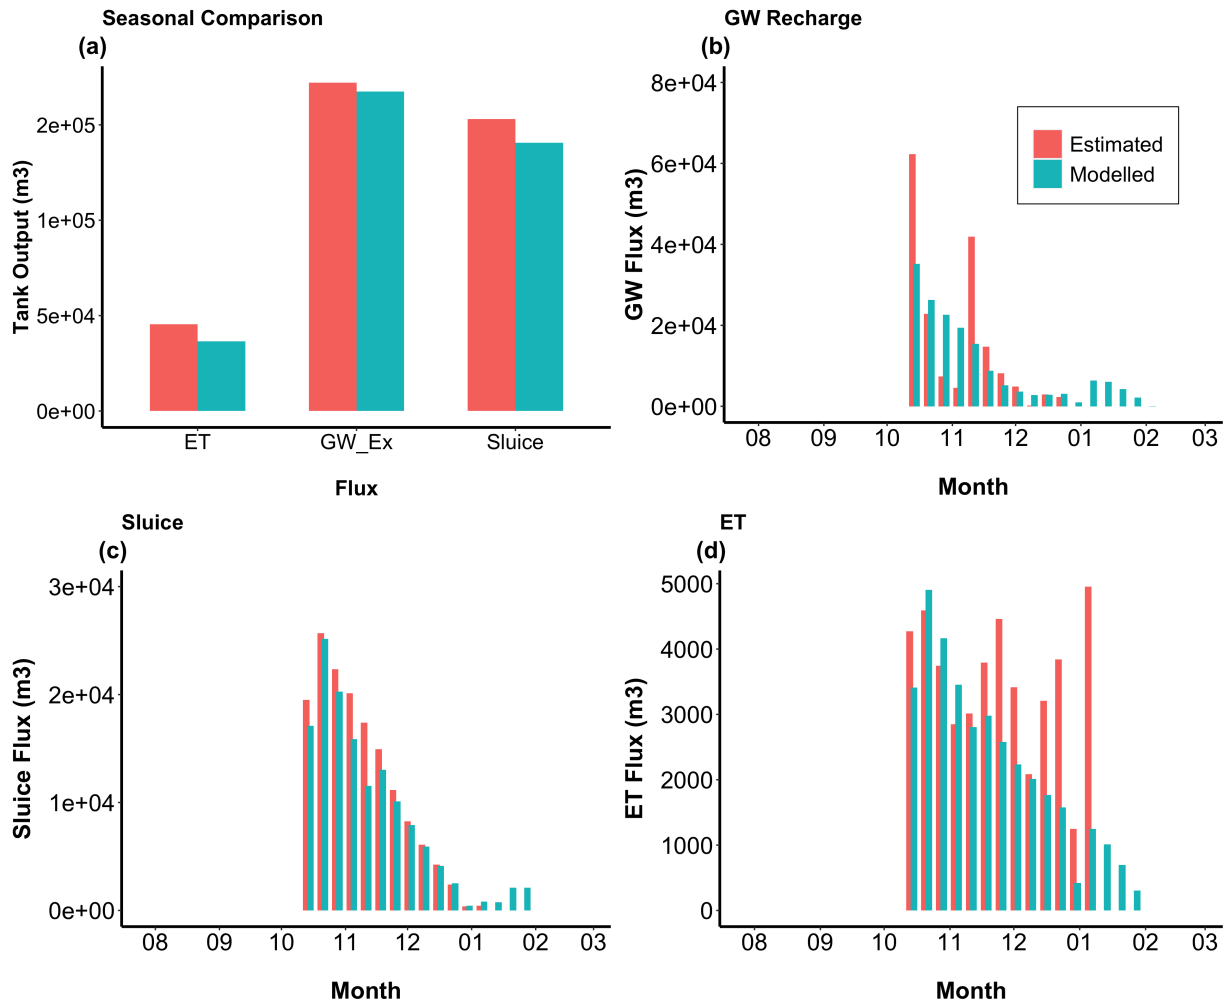 Seasonal Comparison
(a)
Tank Output (m3)
2e+05
1e+05
5e+04
0e+00
ET
GW_Ex
Sluice
Flux
GW Recharge
(b)
GW Flux (m3)
8e+04
6e+04
4e+04
2e+04
0e+00
Estimated
Modelled
08 09 10 11 12 01 02 03
Month
Sluice
(c)
Sluice Flux (m3)
3e+04
2e+04
1e+04
0e+00
08 09 10 11 12 01 02 03
Month
ET
(d)
ET Flux (m3)
5000
4000
3000
2000
1000
0
08 09 10 11 12 01 02 03
Month